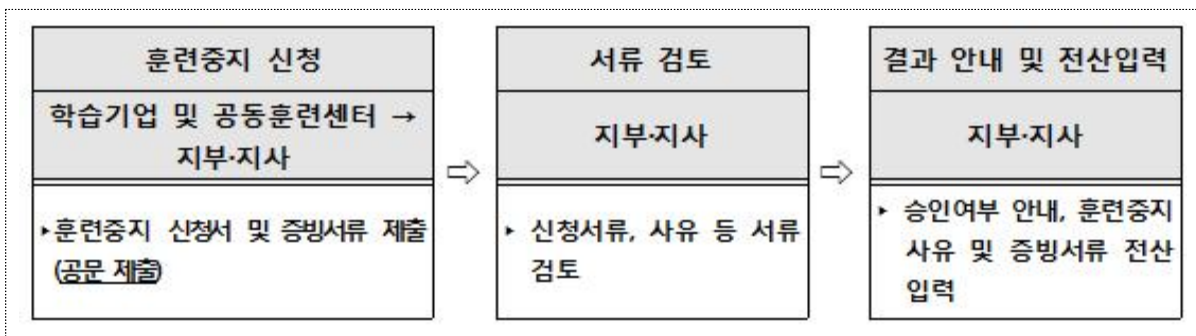 훈련중지 신청
학습기업 및 공동훈련센터 →
지부·지사
▸훈련중지 신청서 및 증빙서류 제출
(공문 제출)
⇨
서류 검토
지부·지사
▸ 신청서류, 사유 등 서류
검토
⇨
결과 안내 및 전산입력
지부·지사
▸ 승인여부 안내, 훈련중지
사유 및 증빙서류 전산
입력